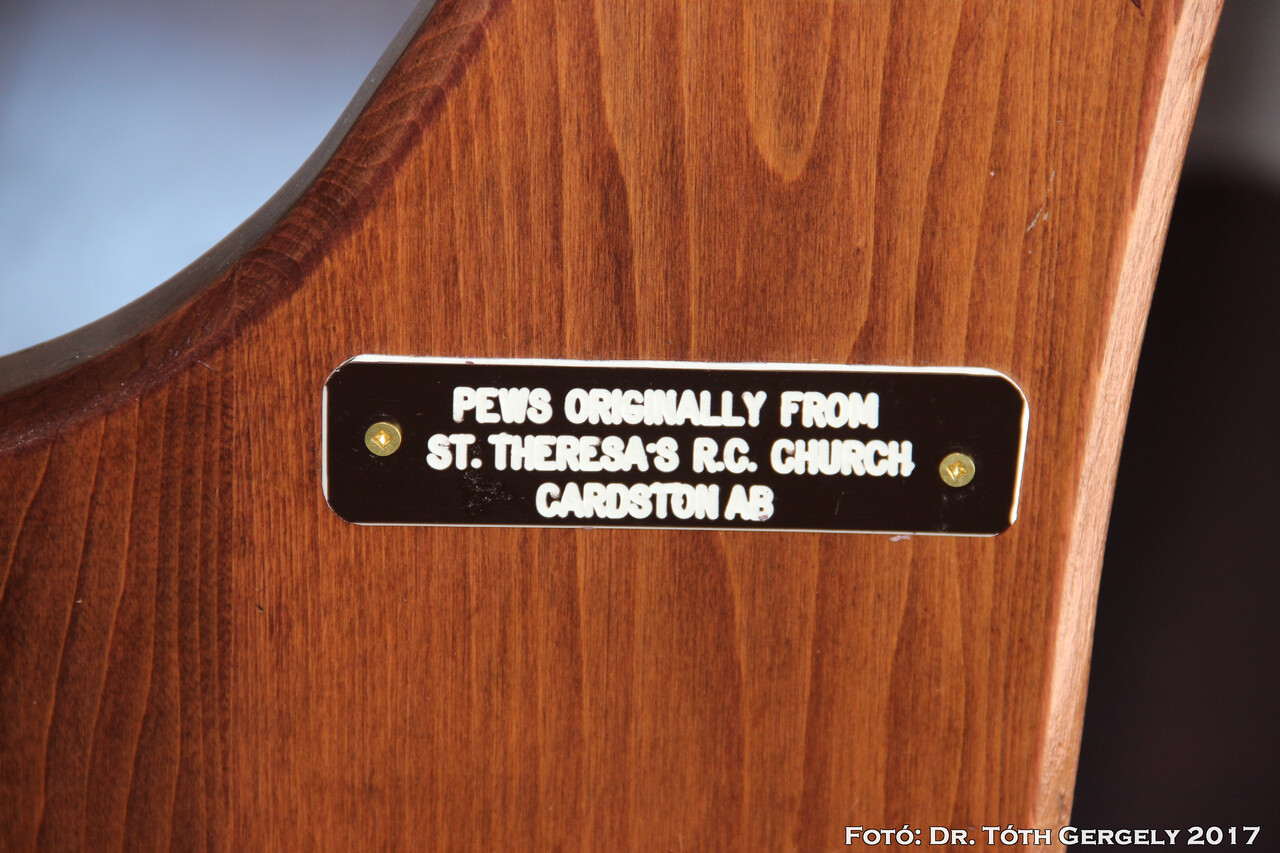 PEWS ORIGINALLY FROM
ST. THERESA'S R.C. CHURCH
CARDSTON AB
Fotó: Dr. Tóth Gergely 2017